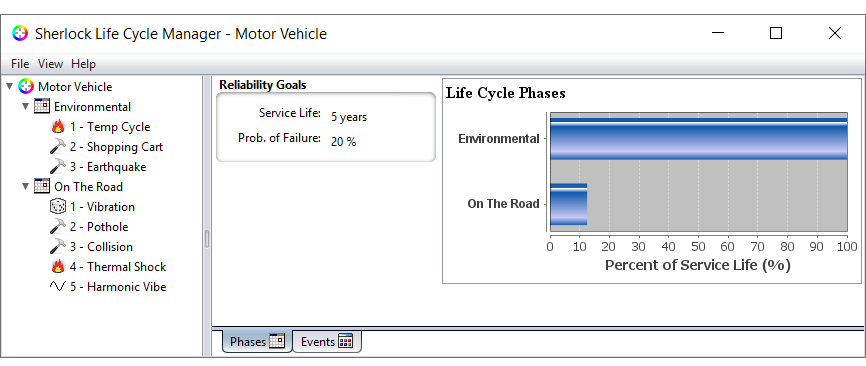 Sherlock Life Cycle Manager - Motor Vehicle
File View Help
Motor Vehicle
Environmental
1 - Temp Cycle
2 - Shopping Cart
3 - Earthquake
On The Road
1 - Vibration
2 - Pothole
3 - Collision
4 - Thermal Shock
5 - Harmonic Vibe
Reliability Goals
Service Life: 5 years
Prob. of Failure: 20 %
Life Cycle Phases
Environmental
On The Road
0 10 20 30 40 50 60 70 80 90 100
Percent of Service Life (%)
Phases Events